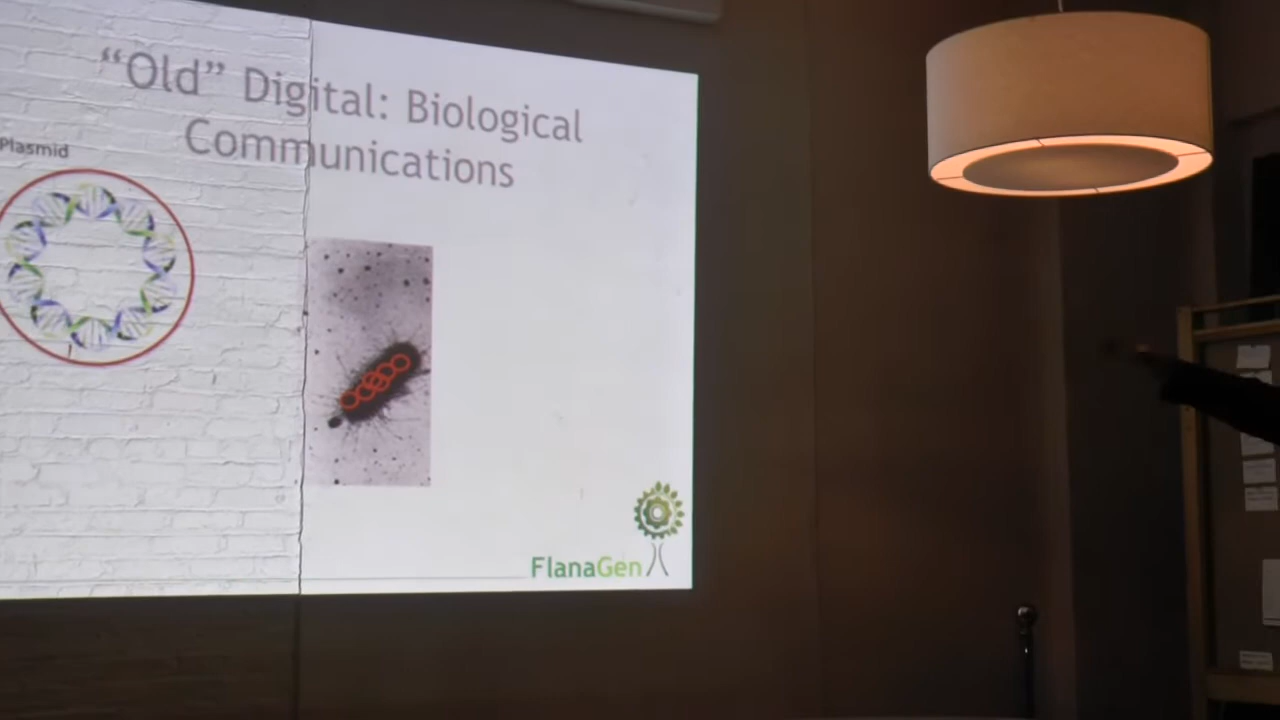 “Old” Digital: Biological
Communications
Plasmid
FlanaGen